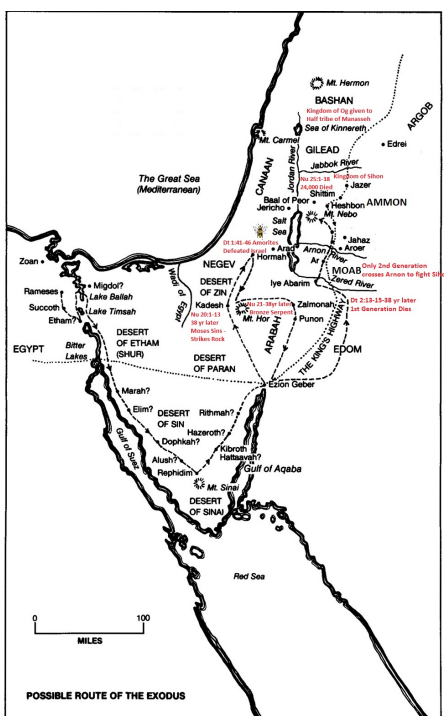 Mt. Hermon
BASHAN
Kingdom of Og given to
Half tribe of Manasseh
ARGOB
Sea of Kinnereth
Mt. Carmel
Edrei
GILEAD
The Great Sea
(Mediterranean)
CANAAN
Jordan River
Jabbok River
Nu 25:1-18
24,000 Died
Kingdom of Sihon
Jazer
Shittim
Baal of Peor
Heshbon
AMMON
Jericho
Mt. Nebo
Salt
Sea
Dt 1:41-46 Amorites
Defeated Israel
Jahaz
Aroer
Zoan
Hormah
Arad
Arnon River
Ar
MOAB
Only 2nd Generation
crosses Arnon to fight Sih
NEGEV
Migdol?
Wadi of Egypt
DESERT
OF ZIN
Iye Abarim
Zered River
Rameses
Lake Ballah
Succoth
Lake Timsah
Kadesh
Nu 21-38yr later
Bronze Serpent
Zalmonah
Dt 2:13-15-38 yr later
1st Generation Dies
Etham?
Nu 20:1-13
38 yr later
Moses Sins -
Strikes Rock
Mt. Hor
Punon
ARABAH
THE KING'S HIGHWAY
EDOM
DESERT
OF ETHAM
(SHUR)
EGYPT
Bitter
Lakes
DESERT
OF PARAN
Ezion Geber
Marah?
Elim?
DESERT
OF SIN
Rithmah?
Hazeroth?
Dophkah?
Kibroth
Hattaavah?
Alush?
Gulf of Suez
Rephidim
Gulf of Aqaba
Mt. Sinai
DESERT
OF SINAI
Red Sea
0 100
MILES
POSSIBLE ROUTE OF THE EXODUS